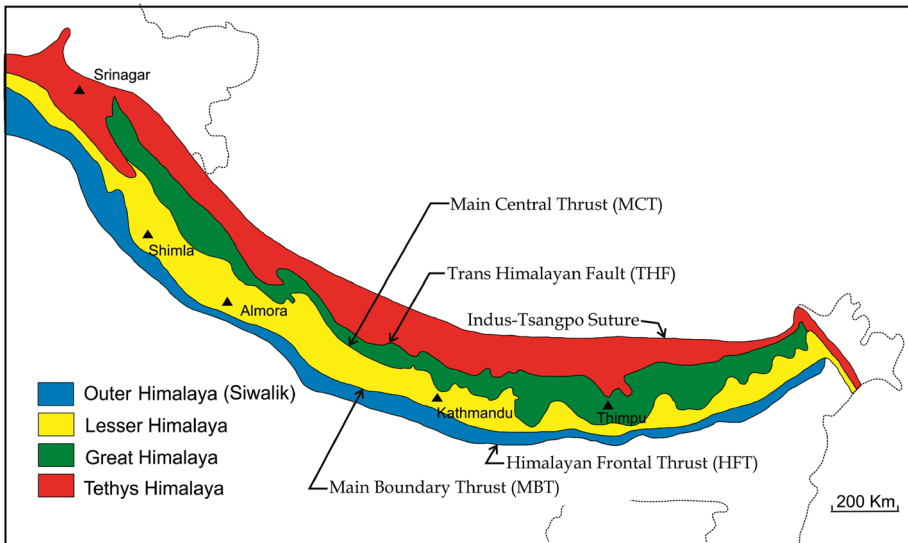 Srinagar
Main Central Thrust (MCT)
Shimla
Trans Himalayan Fault (THF)
Almora
Indus-Tsangpo Suture
Outer Himalaya (Siwalik)
Kathmandu
Thimpu
Lesser Himalaya
Great Himalaya
Himalayan Frontal Thrust (HFT)
Tethys Himalaya
Main Boundary Thrust (MBT)
200 Km